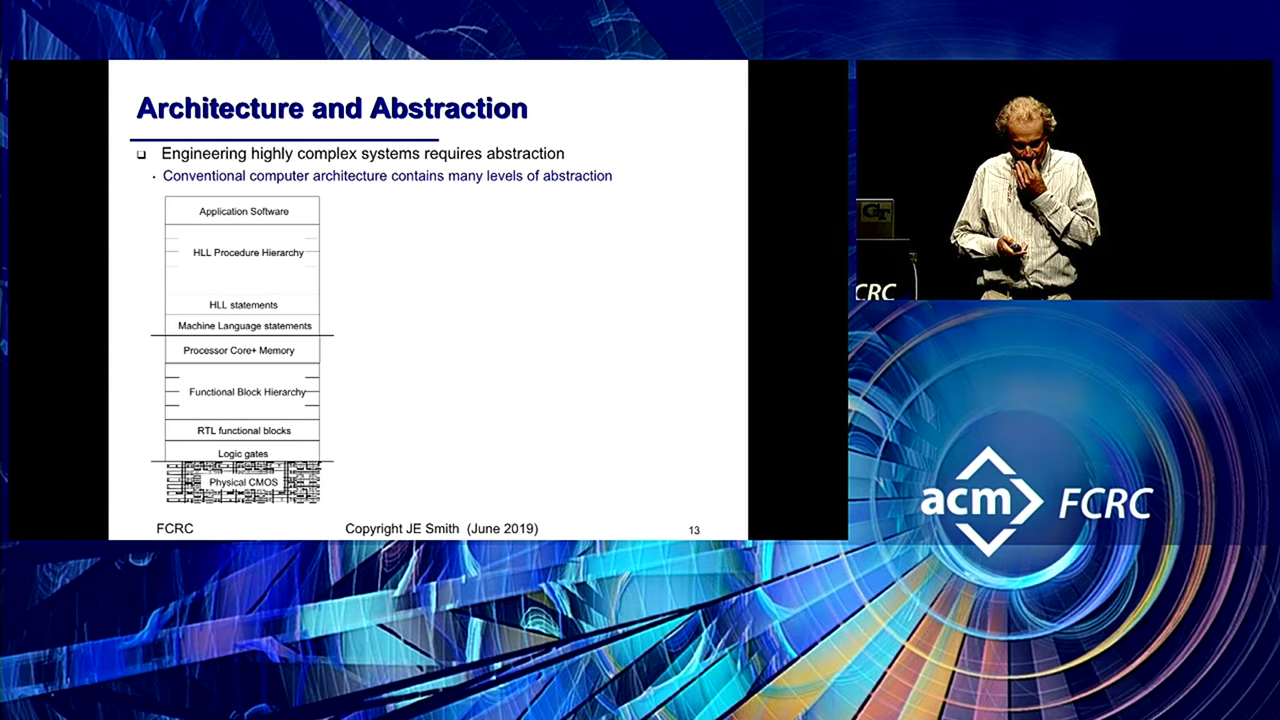 Architecture and Abstraction
Engineering highly complex systems requires abstraction
Conventional computer architecture contains many levels of abstraction
Application Software
HLL Procedure Hierarchy
HLL statements
Machine Language statements
Processor Core+ Memory
Functional Block Hierarchy
RTL functional blocks
Logic gates
Physical CMOS
FCRC
Copyright JE Smith (June 2019)
13
GT
CRC
acm FCRC